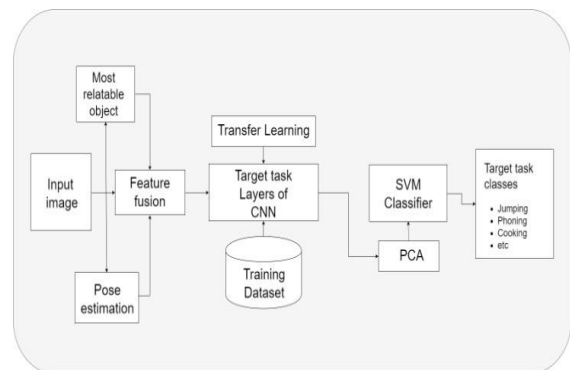 Most
relatable
object
Input
image
Feature
fusion
Pose
estimation
Transfer Learning
Target task
Layers of
CNN
Training
Dataset
SVM
Classifier
PCA
Target task
classes
• Jumping
• Phoning
• Cooking
• etc